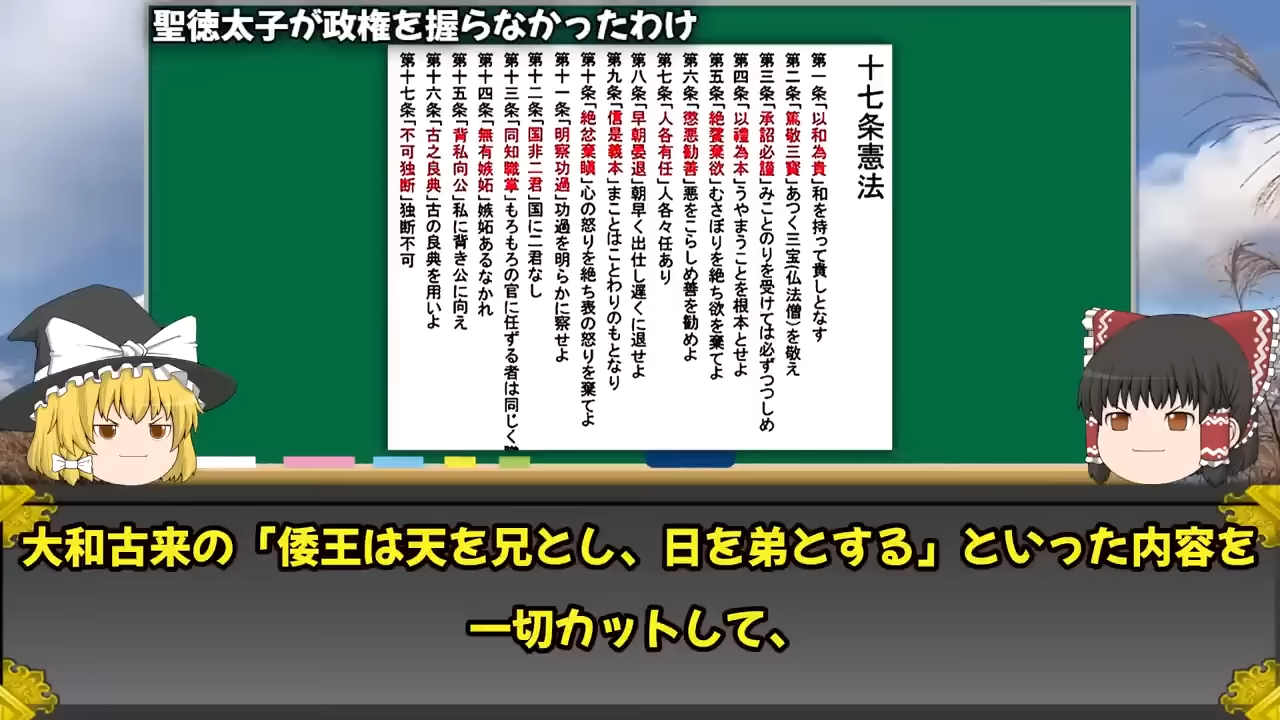 聖徳太子が政権を握らなかったわけ
十七条憲法
第一条「以和為貴」和を持って貴しとなす
第二条「篤敬三寶」あつく三宝(仏法僧)を敬え
第三条「承詔必謹」みことのりを受けては必ずつつしめ
第四条「以禮為本」うやまうことを根本とせよ
第五条「絶餮棄欲」むさぼりを絶ち欲を棄てよ
第六条「懲悪勧善」悪をこらしめ善を勧めよ
第七条「人各有任」人各々任あり
第八条「早朝晏退」朝早く出仕し遅くに退せよ
第九条「信是義本」まことはことわりのもとなり
第十条「絶忿棄瞋」心の怒りを絶ち表の怒りを棄てよ
第十一条「明察功過」功過を明らかに察せよ
第十二条「国非二君」国に二君なし
第十三条「同知職掌」もろもろの官に任ずる者は同じく
第十四条「無有嫉妬」嫉妬あるなかれ
第十五条「背私向公」私に背き公に向え
第十六条「古之良典」古の良典を用いよ
第十七条「不可独断」独断不可
大和古来の「倭王は天を兄とし、日を弟とする」といった内容を
一切カットして、